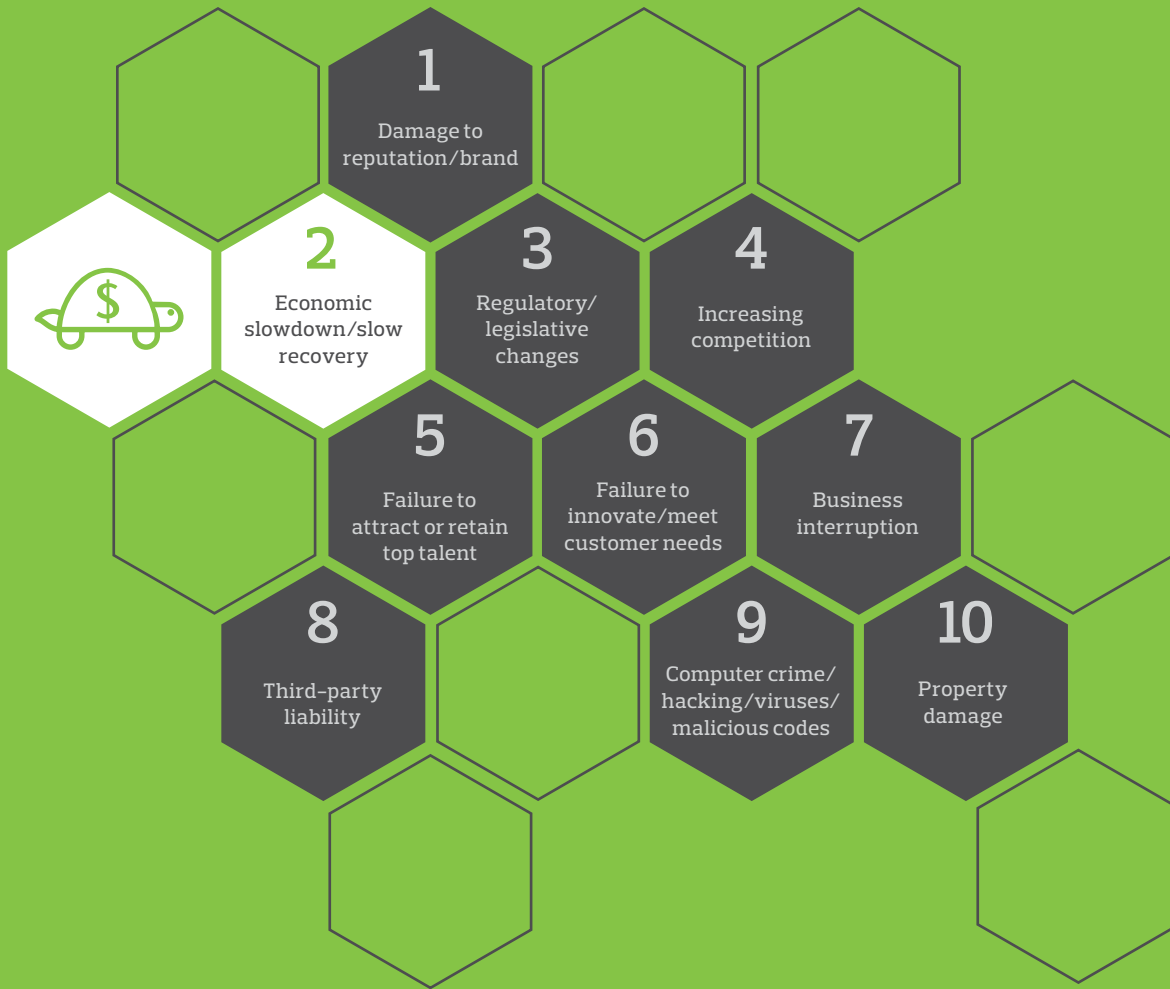 1
Damage to
reputation/brand
$
2
Economic
slowdown/slow
recovery
3
Regulatory/
legislative
changes
4
Increasing
competition
5
Failure to
attract or retain
top talent
6
Failure to
innovate/meet
customer needs
7
Business
interruption
8
Third-party
liability
9
Computer crime/
hacking/viruses/
malicious codes
10
Property
damage